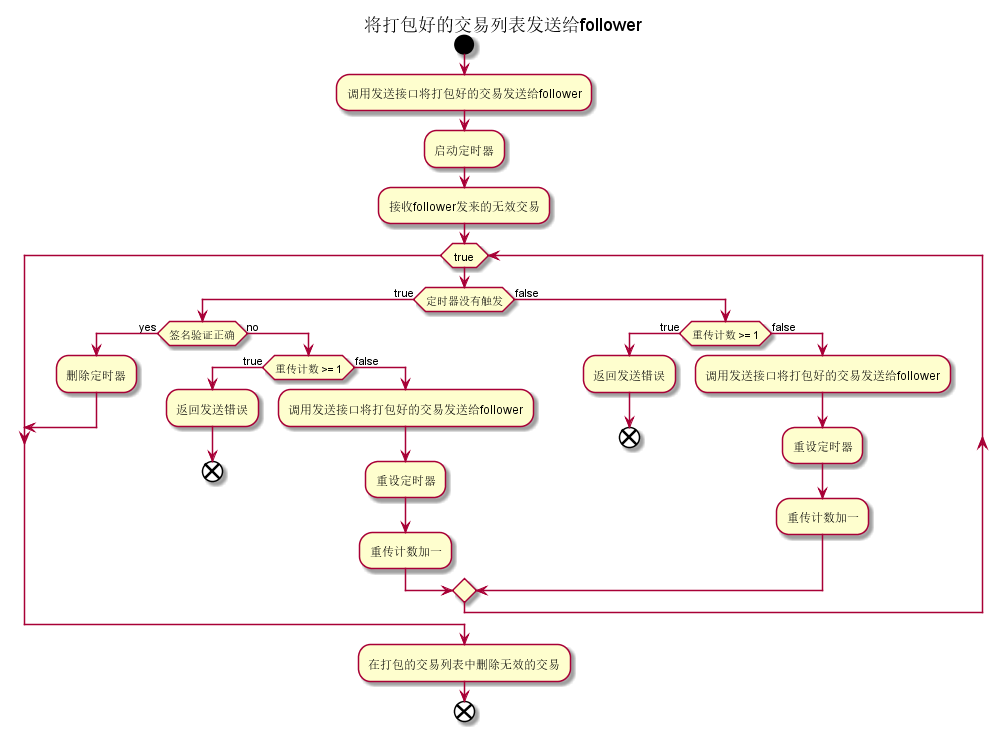 将打包好的交易列表发送给follower
调用发送接口将打包好的交易发送给follower
启动定时器
接收follower发来的无效交易
true
true
定时器没有触发
false
yes
签名验证正确
no
删除定时器
true
重传计数 >= 1
false
返回发送错误
调用发送接口将打包好的交易发送给follower
重设定时器
重传计数加一
true
重传计数 >= 1
false
返回发送错误
调用发送接口将打包好的交易发送给follower
重设定时器
重传计数加一
在打包的交易列表中删除无效的交易